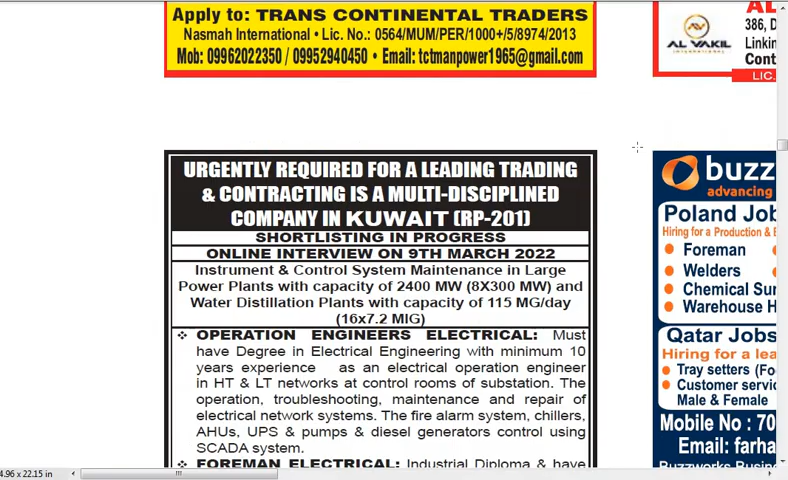 Apply to: TRANS CONTINENTAL TRADERS
Nasmah International • Lic. No.: 0564/MUM/PER/1000+/5/8974/2013
Mob: 09962022350 / 09952940450 • Email: tctmanpower1965@gmail.com
AL VAKIL
INTERNATIONAL
386, D
Linkin
Cont
LIC.
URGENTLY REQUIRED FOR A LEADING TRADING
& CONTRACTING IS A MULTI-DISCIPLINED
COMPANY IN KUWAIT (RP-201)
SHORTLISTING IN PROGRESS
ONLINE INTERVIEW ON 9TH MARCH 2022
Instrument & Control System Maintenance in Large
Power Plants with capacity of 2400 MW (8X300 MW) and
Water Distillation Plants with capacity of 115 MG/day
(16x7.2 MIG)
❖ OPERATION ENGINEERS ELECTRICAL: Must
have Degree in Electrical Engineering with minimum 10
years experience as an electrical operation engineer
in HT & LT networks at control rooms of substation. The
operation, troubleshooting, maintenance and repair of
electrical network systems. The fire alarm system, chillers,
AHUs, UPS & pumps & diesel generators control using
SCADA system.
❖ FOREMAN ELECTRICAL: Industrial Diploma & have
buzz
advancing
Poland Job
Hiring for a Production & E
• Foreman
• Welders
• Chemical Sur
• Warehouse H
Qatar Jobs
Hiring for a lea
• Tray setters (Fo
• Customer servic
Male & Female
Mobile No : 70
Email: farha
Buzzworks Busin
4.96 x 22.15 in